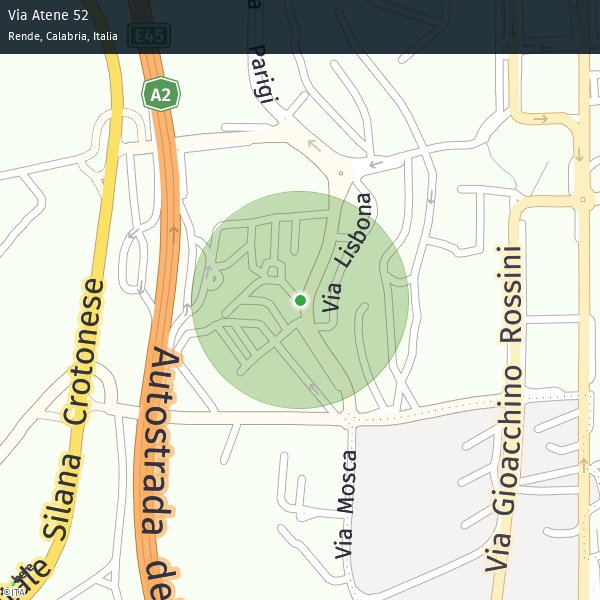 Via Atene 52
Rende, Calabria, Italia
E45
A2
Parigi
Via Lisbona
Silana Crotonese
Autostrada de
Via Gioacchino Rossini
Via Mosca